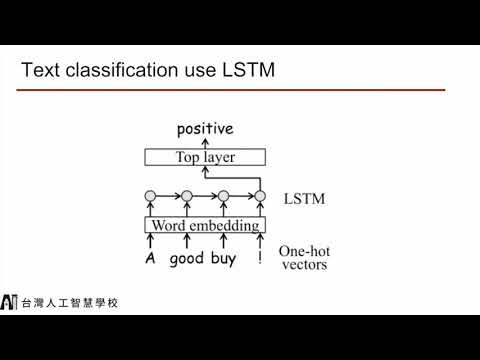 Text classification use LSTM
positive
Top layer
LSTM
Word embedding
A good buy !
One-hot
vectors
AI 台灣人工智慧學校